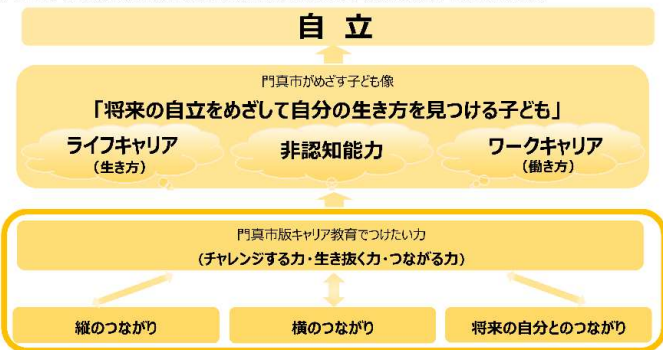 自 立
門真市がめざす子ども像
「将来の自立をめざして自分の生き方を見つける子ども」
ライフキャリア
(生き方)
非認知能力
ワークキャリア
(働き方)
門真市版キャリア教育でつけたい力
(チャレンジする力・生き抜く力・つながる力)
縦のつながり
横のつながり
将来の自分とのつながり